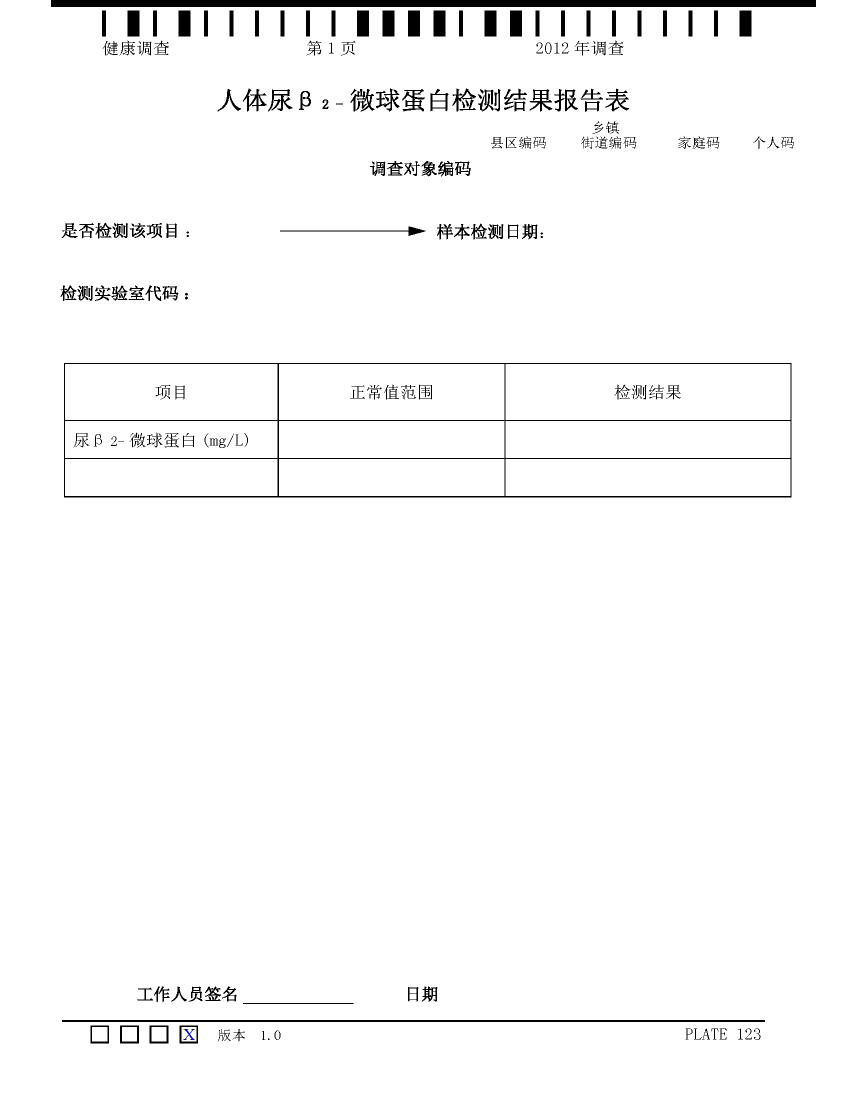 健康调查 第 1 页 2012 年调查
人体尿β 2－微球蛋白检测结果报告表
乡镇
县区编码 街道编码 家庭码 个人码
调查对象编码
是否检测该项目： 样本检测日期：
检测实验室代码：
项目 正常值范围 检测结果
尿β 2－微球蛋白 (mg/L)
工作人员签名 日期
X 版本 1.0 PLATE 123